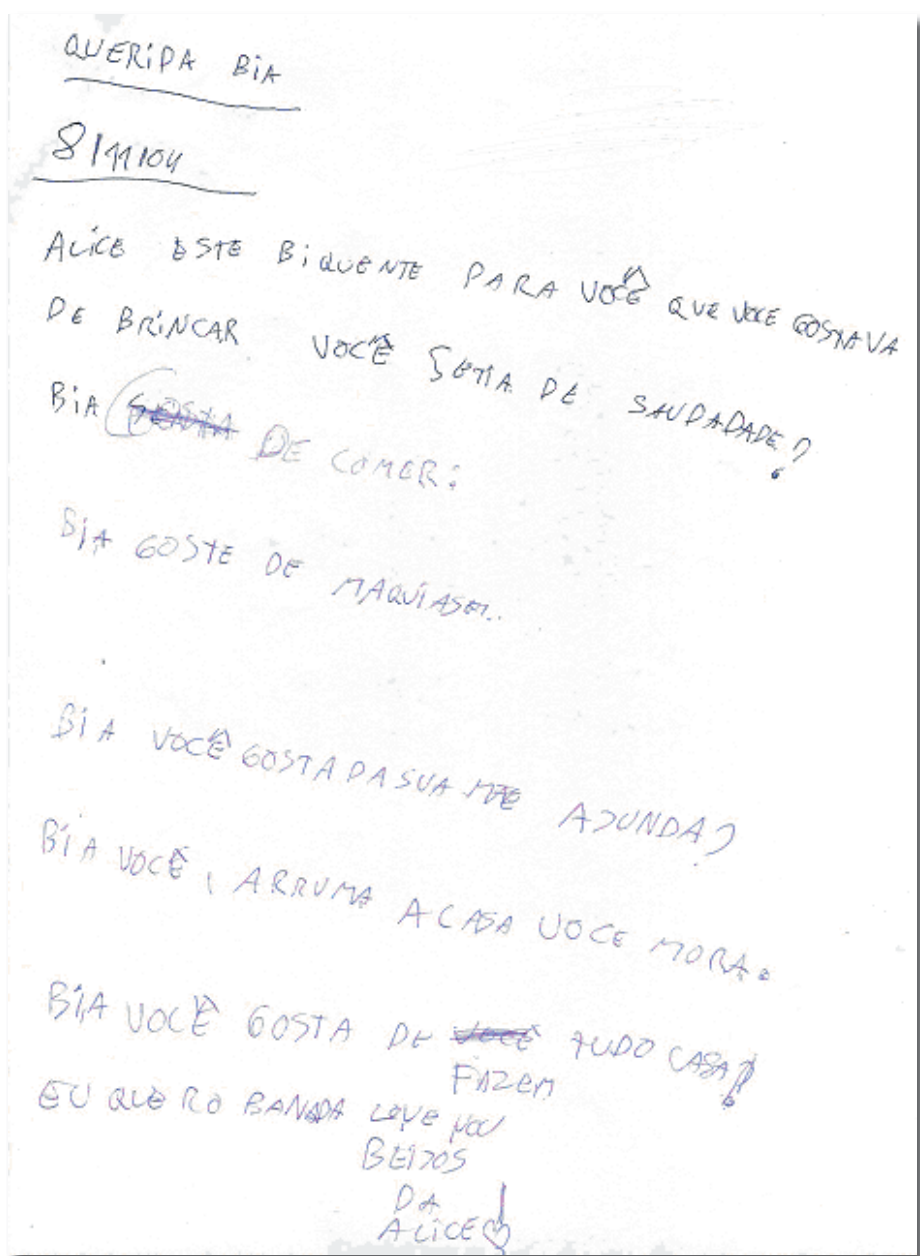 QUERIDA BIA
8/11/04
ALICE ESTE BIQUENTE PARA VOCÊ QUE VOCE GOSTAVA
DE BRINCAR VOCÊ SETIA DE SAUDADADE?
BIA GOSTA DE COMER:
BIA GOSTE DE MAQUIAGEM..
BIA VOCÊ GOSTA DA SUA MÃE AJUNDA?
BIA VOCÊ, ARRUMA A CASA VOCE MORA.
BIA VOCÊ GOSTA DE VOCÊ TUDO CASA?
FAZEM
EU QUERO BANADA LOVE YOU
BEIJOS
DA
ALICE